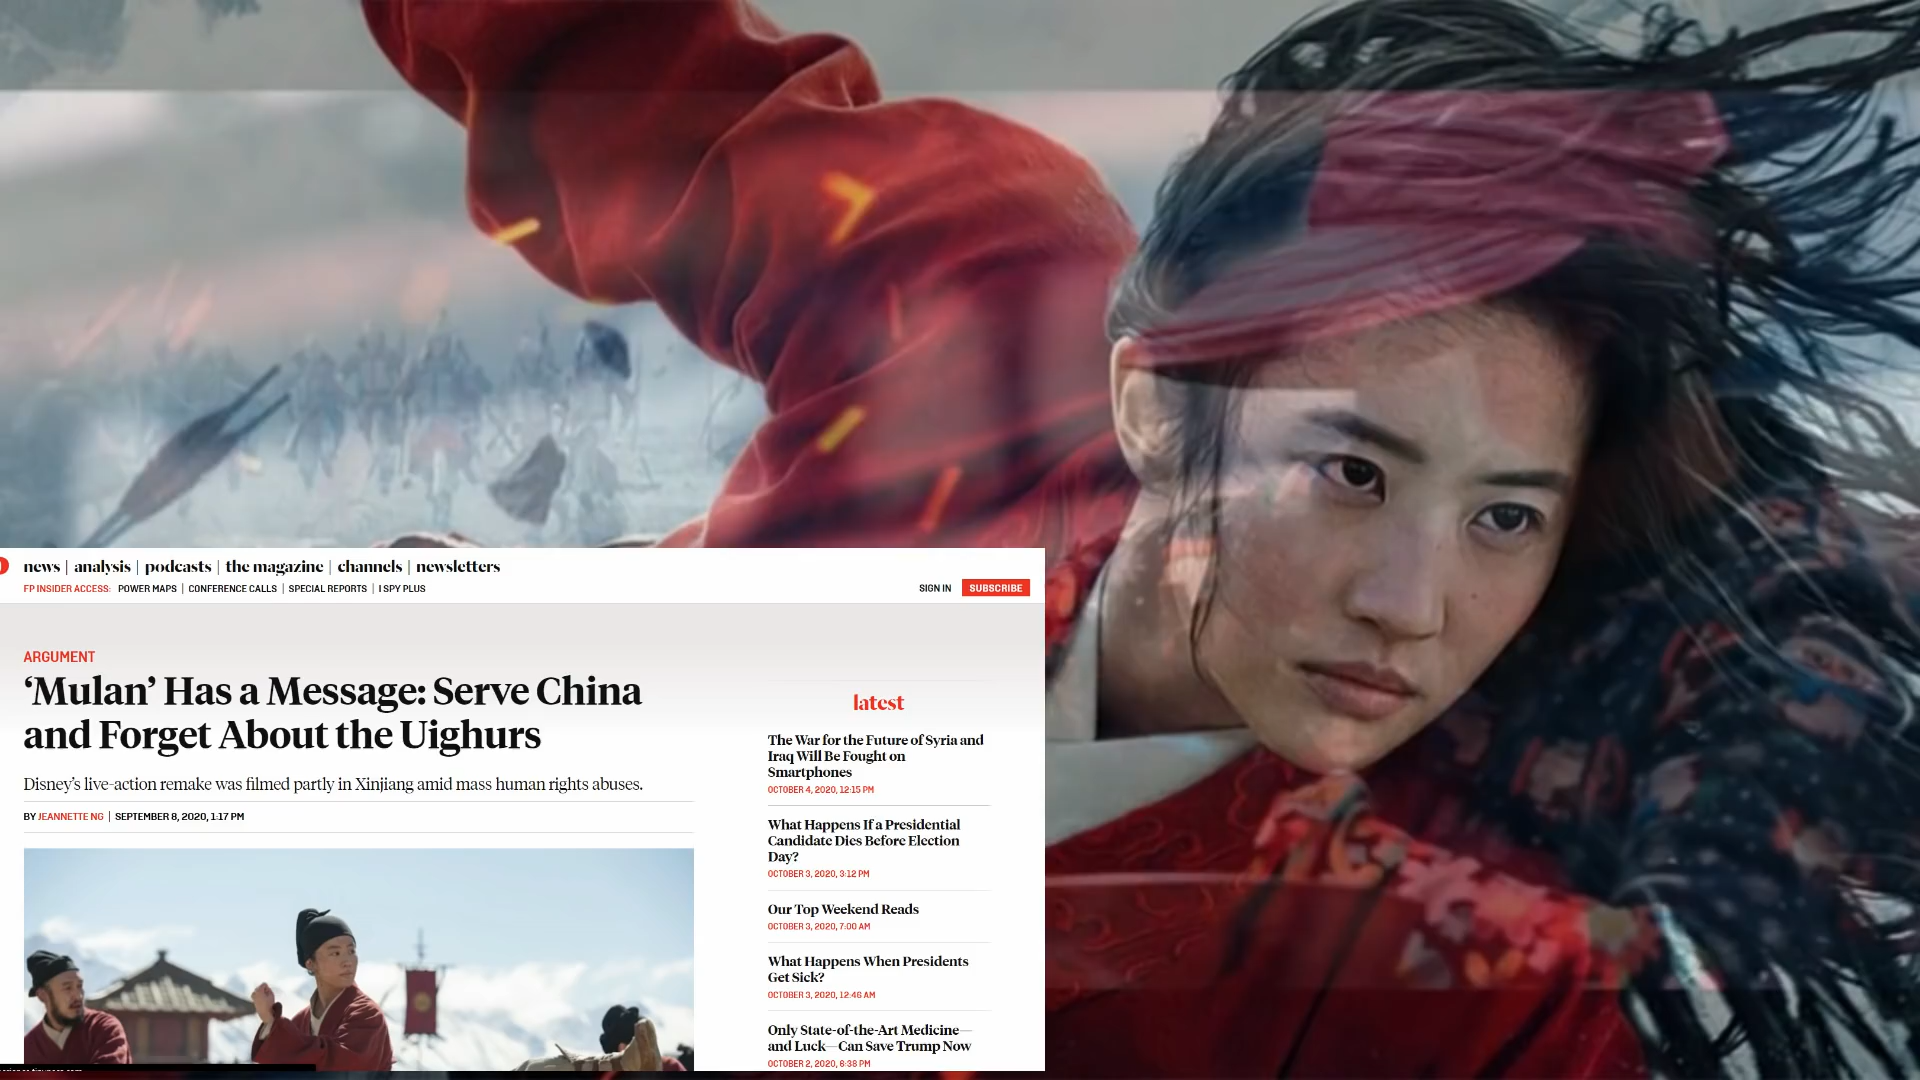 news | analysis | podcasts | the magazine | channels | newsletters
FP INSIDER ACCESS: POWER MAPS | CONFERENCE CALLS | SPECIAL REPORTS | I SPY PLUS
SIGN IN SUBSCRIBE
ARGUMENT
‘Mulan’ Has a Message: Serve China
and Forget About the Uighurs
Disney’s live-action remake was filmed partly in Xinjiang amid mass human rights abuses.
BY JEANNETTE NG | SEPTEMBER 8, 2020, 1:17 PM
latest
The War for the Future of Syria and
Iraq Will Be Fought on
Smartphones
OCTOBER 4, 2020, 12:15 PM
What Happens If a Presidential
Candidate Dies Before Election
Day?
OCTOBER 3, 2020, 3:12 PM
Our Top Weekend Reads
OCTOBER 3, 2020, 7:00 AM
What Happens When Presidents
Get Sick?
OCTOBER 3, 2020, 12:46 AM
Only State-of-the-Art Medicine—
and Luck—Can Save Trump Now
OCTOBER 2, 2020, 6:38 PM